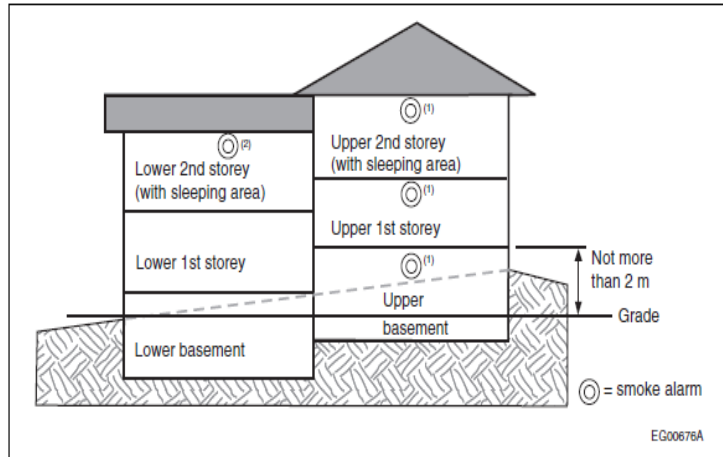 (1)
(2)
Upper 2nd storey
(with sleeping area)
Lower 2nd storey
(with sleeping area)
(1)
Upper 1st storey
Lower 1st storey
(1)
Not more
than 2 m
Upper
basement
Grade
Lower basement
= smoke alarm
EG00676A